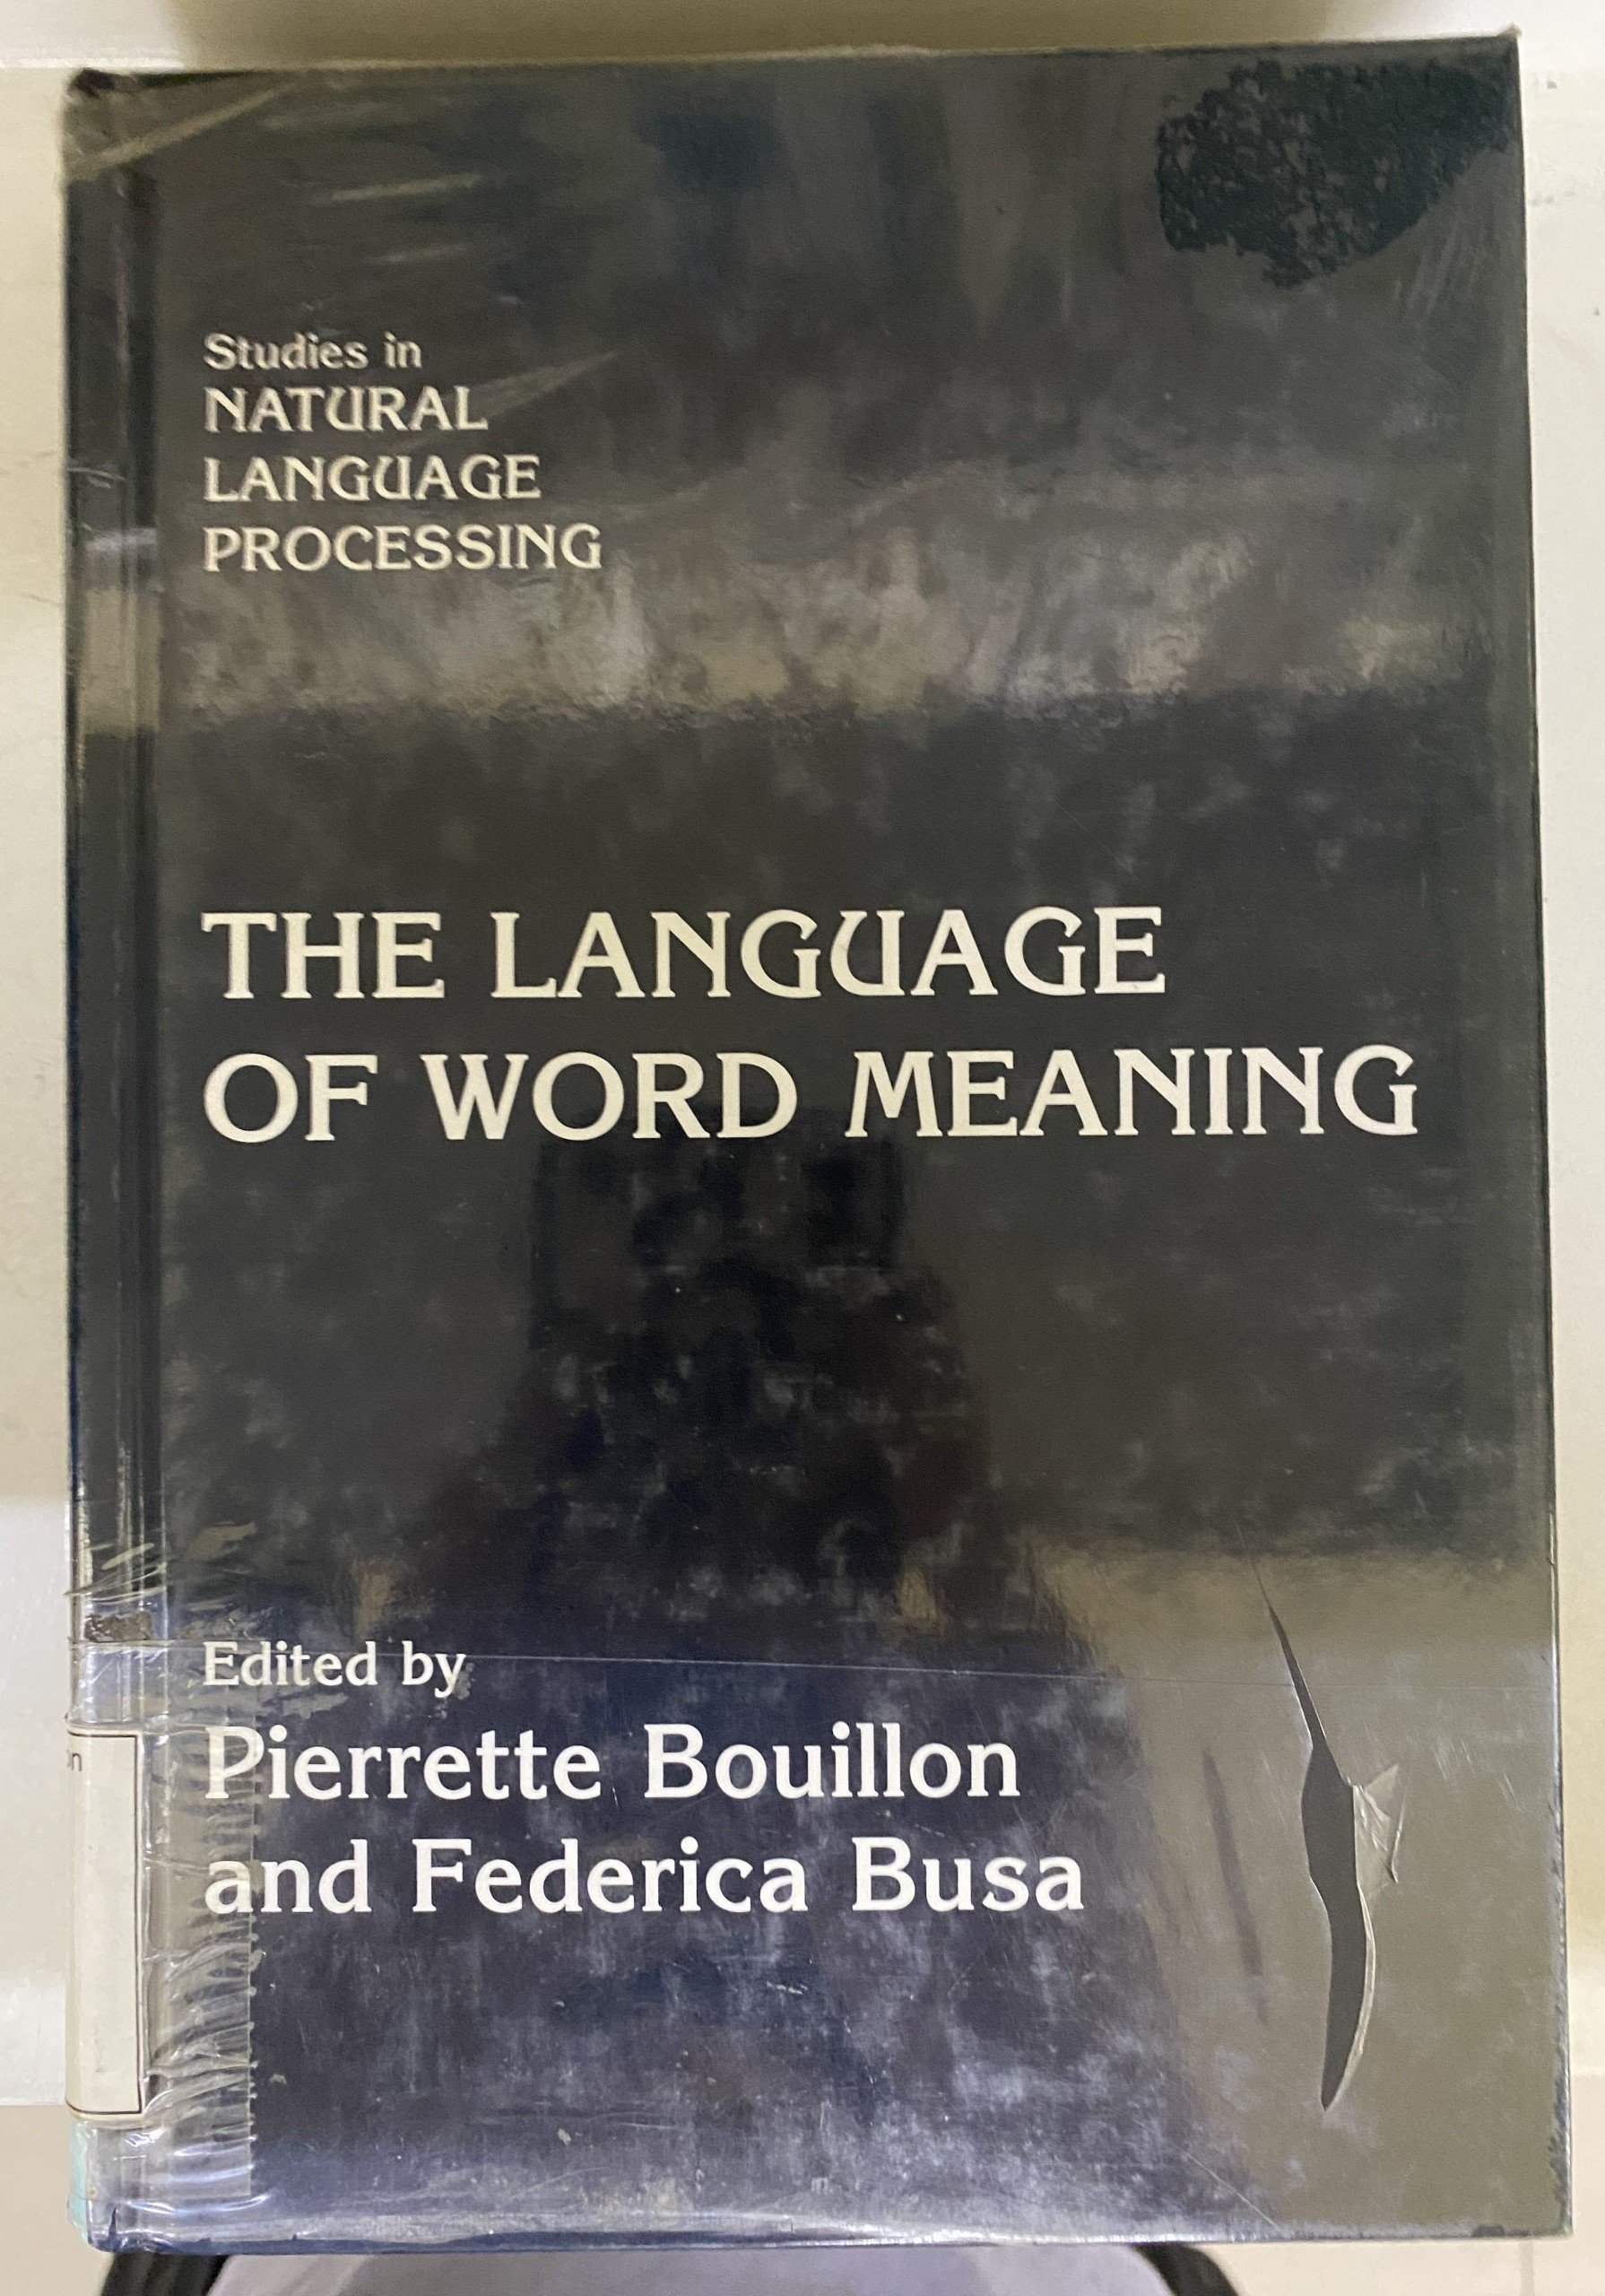 Studies in
NATURAL
LANGUAGE
PROCESSING
THE LANGUAGE
OF WORD MEANING
Edited by
Pierrette Bouillon
and Federica Busa